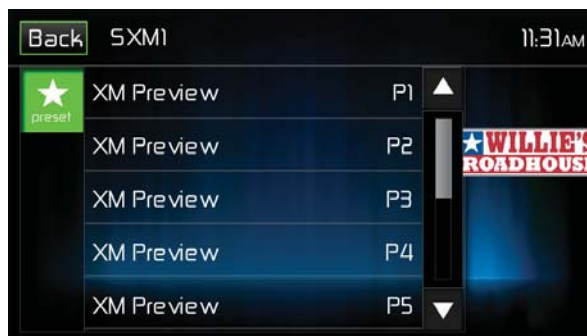 Back SXM1 11:31AM
preset
XM Preview P1
XM Preview P2
XM Preview P3
XM Preview P4
XM Preview P5
WILLIE'S
ROADHOUSE